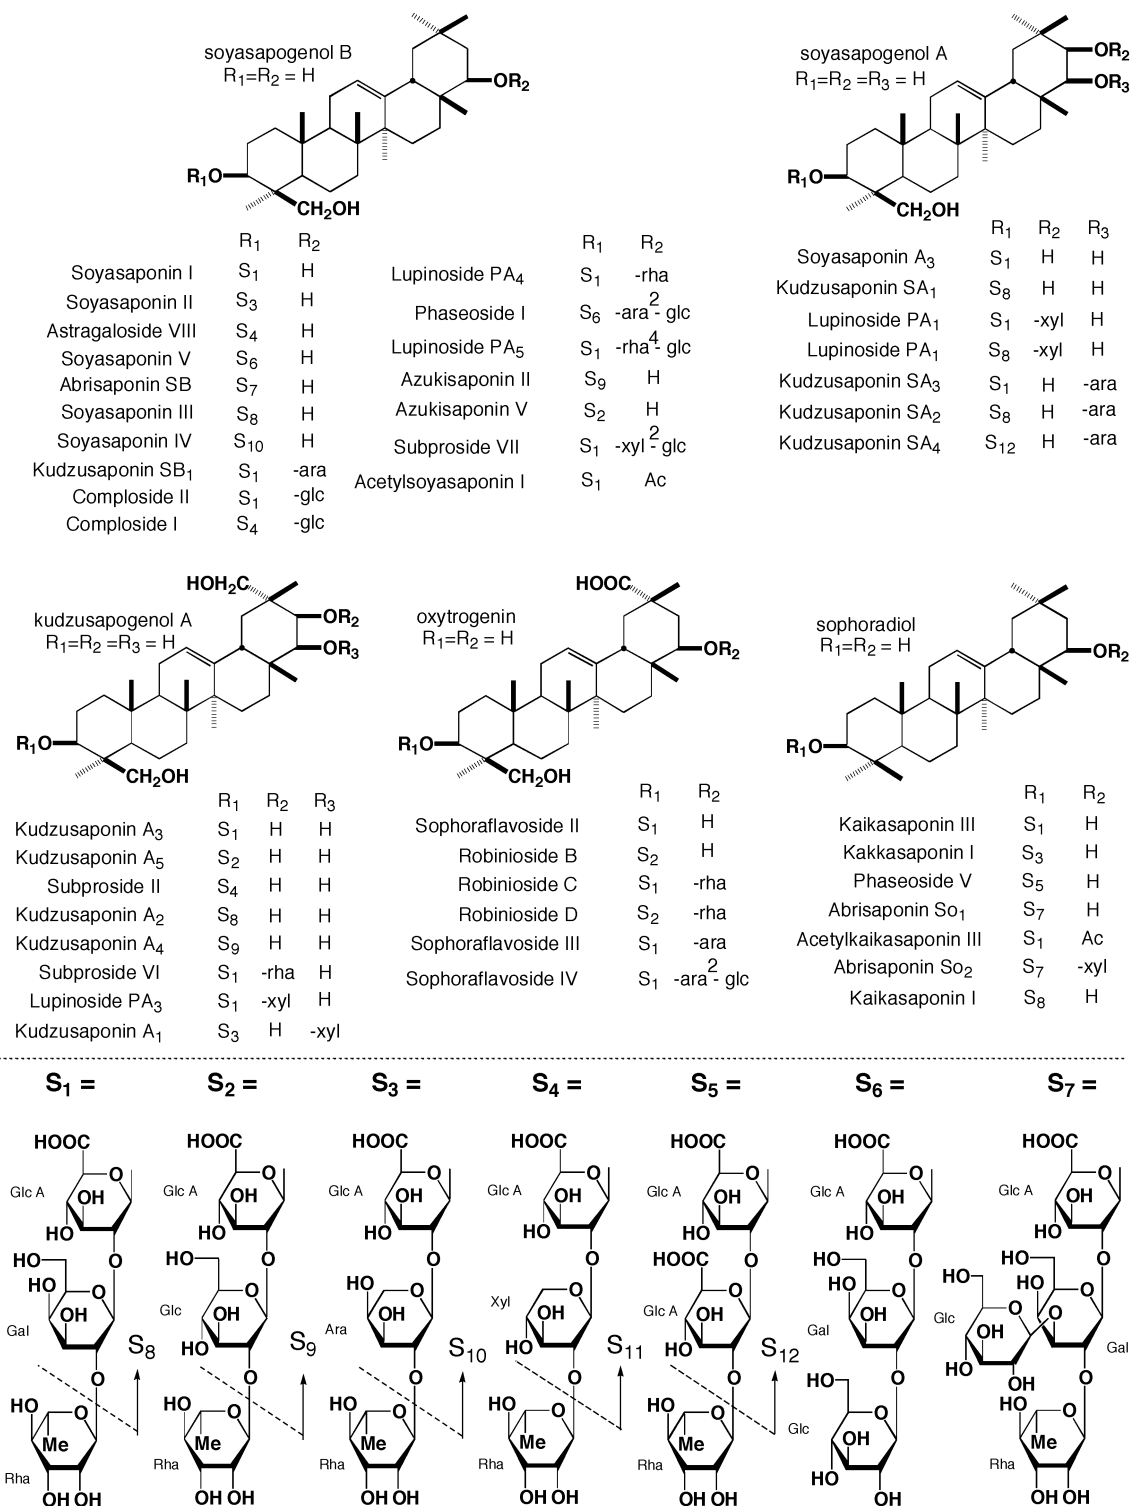 soyasapogenol B
R1=R2 = H
OR2
R1O
CH2OH
soyasapogenol A
R1=R2 =R3 = H
OR2
OR3
R1O
CH2OH
R1 R2
Soyasaponin I S1 H
Soyasaponin II S3 H
Astragaloside VIII S4 H
Soyasaponin V S6 H
Abrisaponin SB S7 H
Soyasaponin III S8 H
Soyasaponin IV S10 H
Kudzusaponin SB1 S1 -ara
Comploside II S1 -glc
Comploside I S4 -glc
R1 R2
Lupinoside PA4 S1 -rha
Phaseoside I S6 -ara2- glc
Lupinoside PA5 S1 -rha4- glc
Azukisaponin II S9 H
Azukisaponin V S2 H
Subproside VII S1 -xyl 2-glc
Acetylsoyasaponin I S1 Ac
R1 R2 R3
Soyasaponin A3 S1 H H
Kudzusaponin SA1 S8 H H
Lupinoside PA1 S1 -xyl H
Lupinoside PA1 S8 -xyl H
Kudzusaponin SA3 S1 H -ara
Kudzusaponin SA2 S8 H -ara
Kudzusaponin SA4 S12 H -ara
HOH2C
kudzusapogenol A
R1=R2 =R3 = H
OR2
OR3
R1O
CH2OH
HOOC
oxytrogenin
R1=R2 = H
OR2
R1O
CH2OH
sophoradiol
R1=R2 = H
OR2
R1O
R1 R2 R3
Kudzusaponin A3 S1 H H
Kudzusaponin A5 S2 H H
Subproside II S4 H H
Kudzusaponin A2 S8 H H
Kudzusaponin A4 S9 H H
Subproside VI S1 -rha H
Lupinoside PA3 S1 -xyl H
Kudzusaponin A1 S3 H -xyl
R1 R2
Sophoraflavoside II S1 H
Robinioside B S2 H
Robinioside C S1 -rha
Robinioside D S2 -rha
Sophoraflavoside III S1 -ara
Sophoraflavoside IV S1 -ara2- glc
R1 R2
Kaikasaponin III S1 H
Kakkasaponin I S3 H
Phaseoside V S5 H
Abrisaponin So1 S7 H
Acetylkaikasaponin III S1 Ac
Abrisaponin So2 S7 -xyl
Kaikasaponin I S8 H
S1 = S2 = S3 = S4 = S5 = S6 = S7 =
HOOC
O
Glc A
OH
HO
O
HO
HO
O
OH
Gal
S8
O
HO
O
Me
Rha
OH OH
HOOC
O
Glc A
OH
HO
O
HO
O
Glc
OH
HO
S9
O
HO
O
Me
Rha
OH OH
HOOC
O
Glc A
OH
HO
O
HO
O
OH
Ara
S10
O
HO
O
Me
Rha
OH OH
HOOC
O
Glc A
OH
HO
O
Xyl
O
OH
HO
S11
O
HO
O
Me
Rha
OH OH
HOOC
O
Glc A
OH
HO
O
HOOC
O
Glc A
OH
HO
S12
O
HO
O
Me
Rha
OH OH
HOOC
O
Glc A
OH
HO
O
HO
HO
O
OH
Gal
O
HO
O
Glc
OH
HO
OH
HOOC
O
Glc A
OH
HO
O
HO
HO
HO
O
O
O
Glc
OH
HO
OH
Gal
O
HO
O
Me
Rha
OH OH